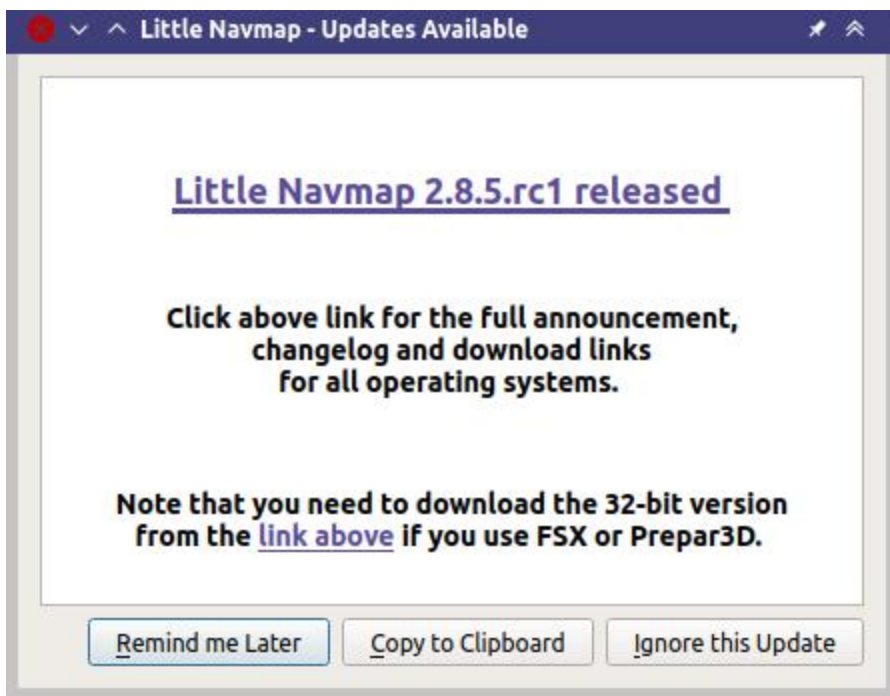 Little Navmap - Updates Available
Little Navmap 2.8.5.rc1 released
Click above link for the full announcement,
changelog and download links
for all operating systems.
Note that you need to download the 32-bit version
from the link above if you use FSX or Prepar3D.
Remind me Later
Copy to Clipboard
Ignore this Update